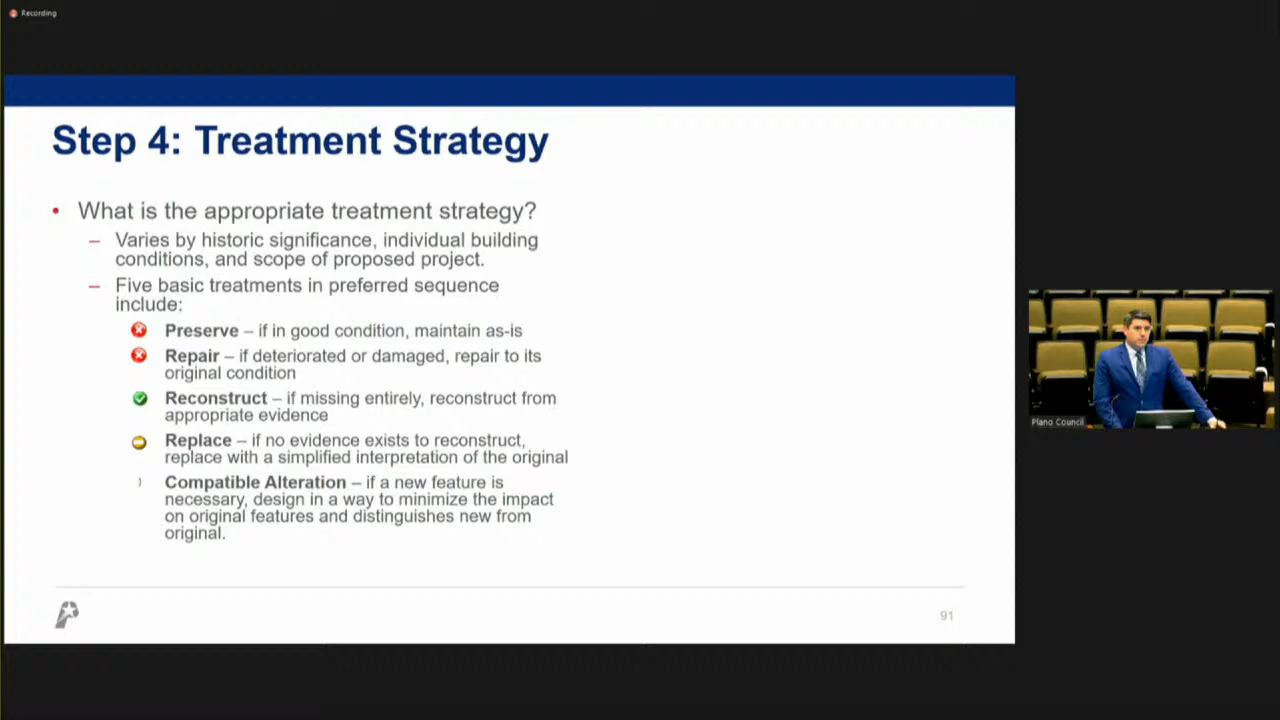 Recording
Step 4: Treatment Strategy
• What is the appropriate treatment strategy?
– Varies by historic significance, individual building
conditions, and scope of proposed project.
– Five basic treatments in preferred sequence
include:
Preserve – if in good condition, maintain as-is
Repair – if deteriorated or damaged, repair to its
original condition
Reconstruct – if missing entirely, reconstruct from
appropriate evidence
Replace – if no evidence exists to reconstruct,
replace with a simplified interpretation of the original
Compatible Alteration – if a new feature is
necessary, design in a way to minimize the impact
on original features and distinguishes new from
original.
91
Plano Council